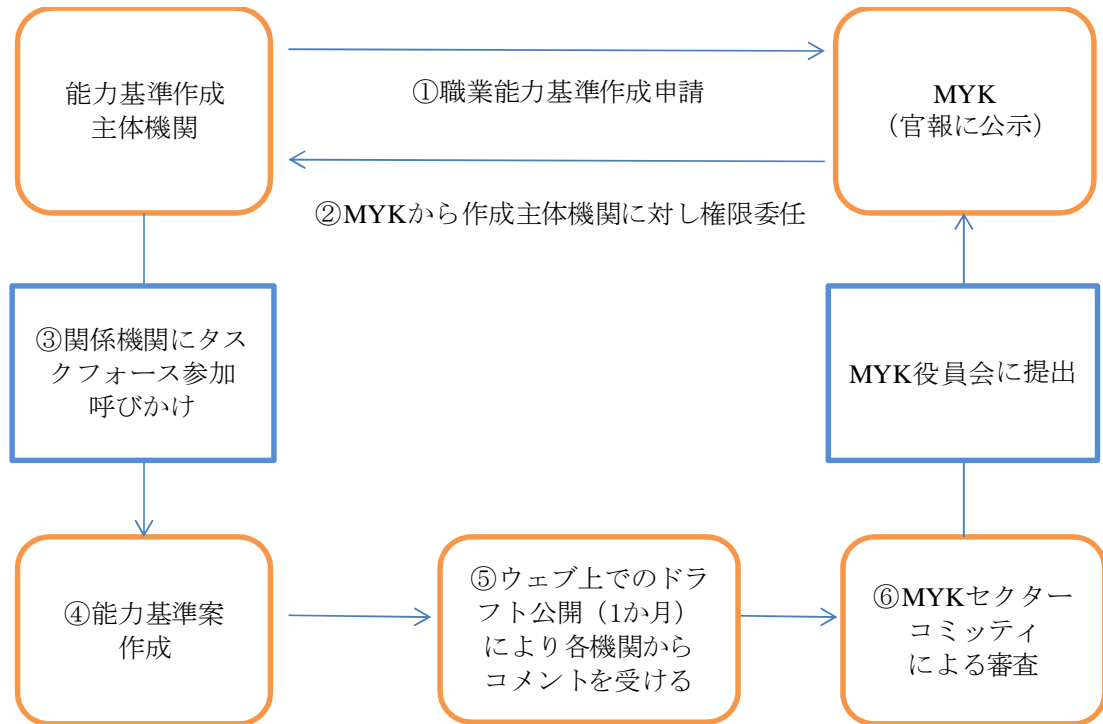 能力基準作成
主体機関
①職業能力基準作成申請
MYK
（官報に公示）
②MYKから作成主体機関に対し権限委任
③関係機関にタス
クフォース参加
呼びかけ
MYK役員会に提出
④能力基準案
作成
⑤ウェブ上でのドラ
フト公開（1か月）
により各機関から
コメントを受ける
⑥MYKセクター
コミッティ
による審査